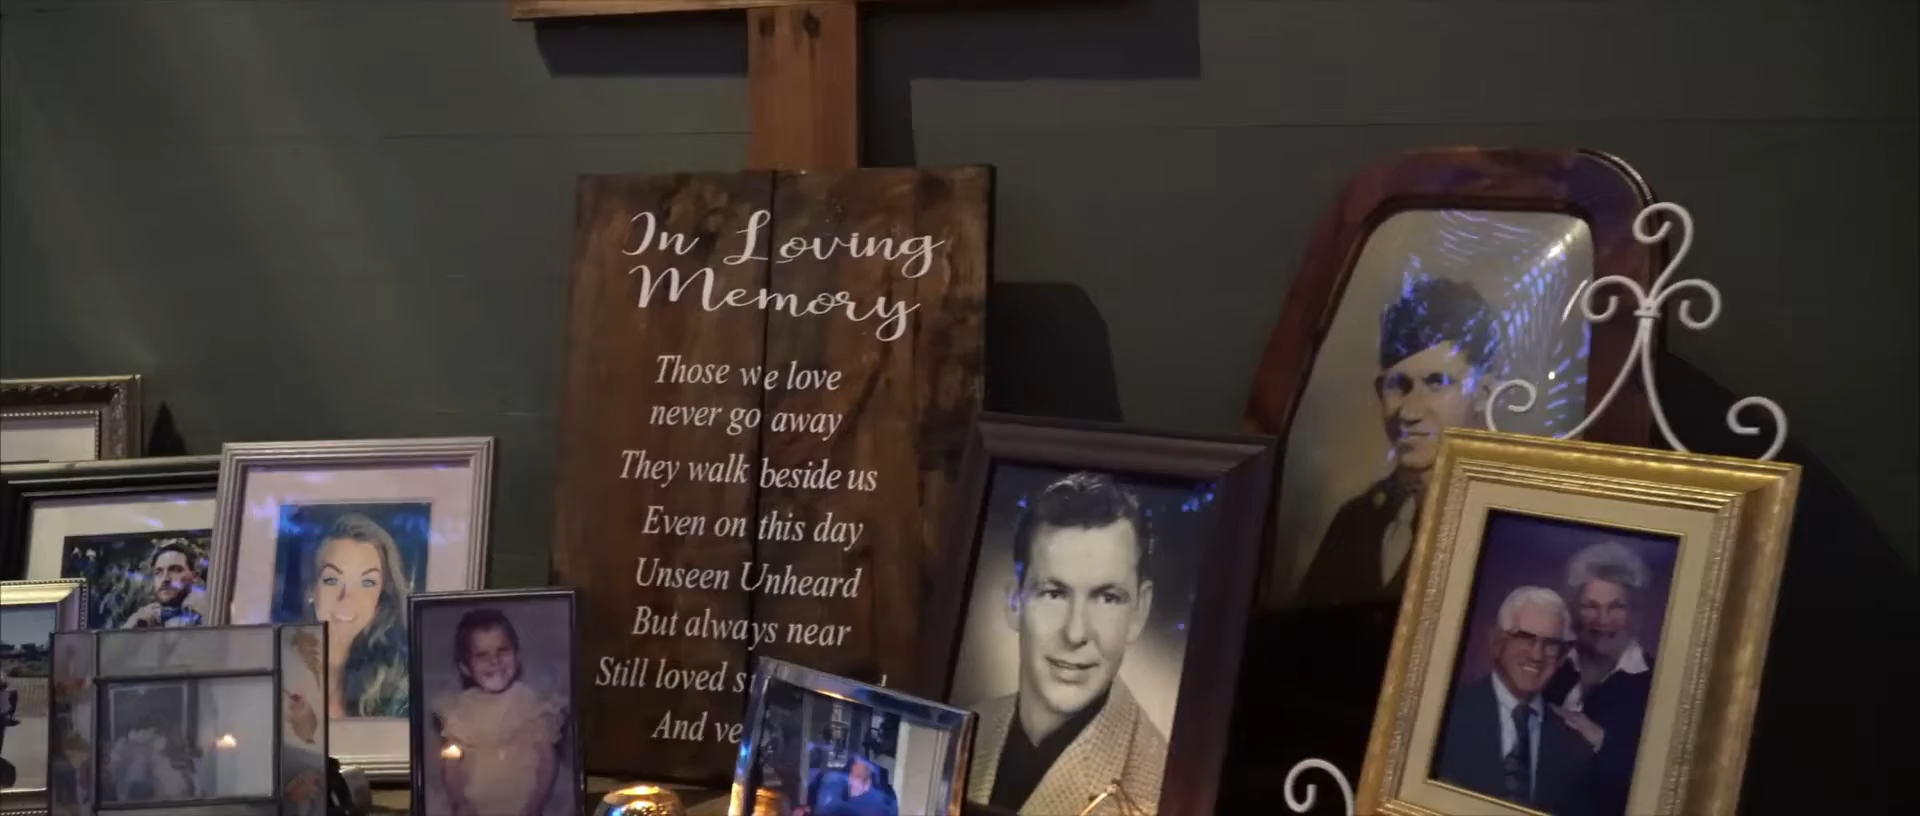 In Loving
Memory
Those we love
never go away
They walk beside us
Even on this day
Unseen Unheard
But always near
Still loved
And